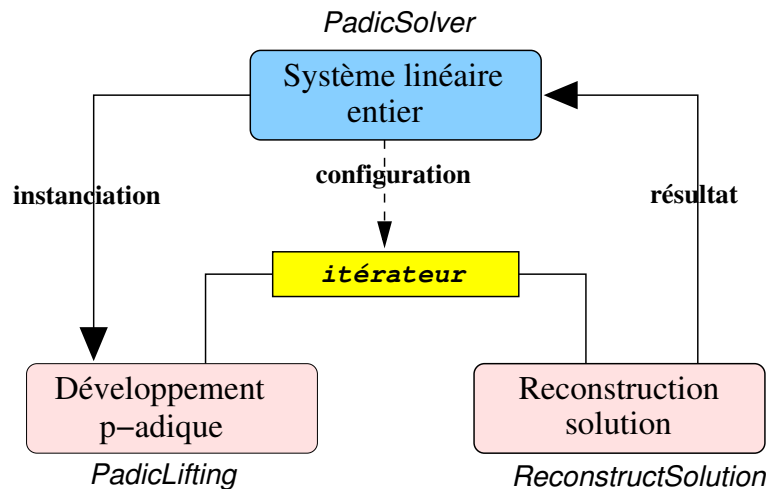 PadicSolver
Système linéaire
entier
configuration
instanciation
résultat
itérateur
Développement
p−adique
Reconstruction
solution
PadicLifting
ReconstructSolution